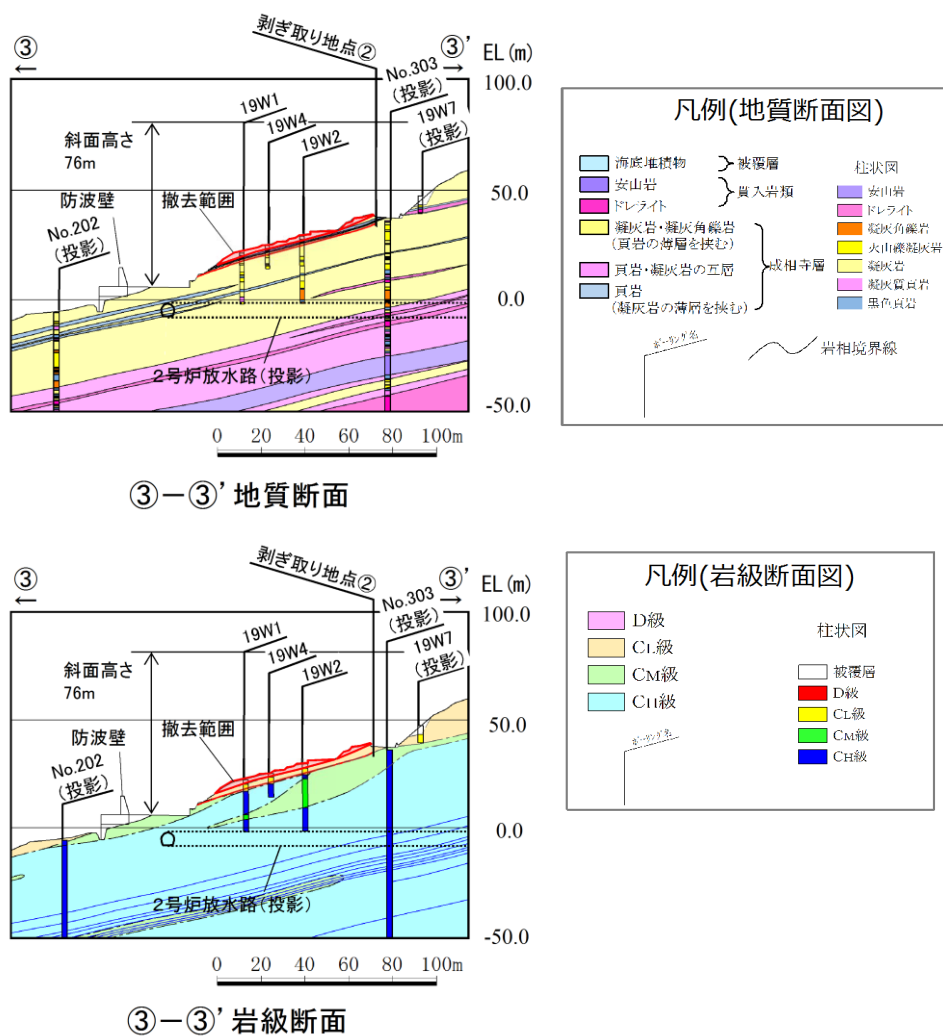 剥ぎ取り地点②
③
③’
EL(m)
No.303
(投影)
100.0
19W1
19W7
(投影)
斜面高さ
76m
19W4
19W2
防波壁
撤去範囲
50.0
No.202
(投影)
0.0
2号炉放水路(投影)
-50.0
0 20 40 60 80 100m
③-③’地質断面
凡例(地質断面図)
海底堆積物
被覆層
安山岩
貫入岩類
ドレライト
凝灰岩・凝灰角礫岩
(頁岩の薄層を挟む)
頁岩・凝灰岩の互層
成相寺層
頁岩
(凝灰岩の薄層を挟む)
柱状図
安山岩
ドレライト
凝灰角礫岩
火山礫凝灰岩
凝灰岩
凝灰質頁岩
黒色頁岩
ボーリング名
岩相境界線
剥ぎ取り地点②
③
③’
EL(m)
No.303
(投影)
100.0
19W1
19W7
(投影)
斜面高さ
76m
19W4
19W2
防波壁
撤去範囲
50.0
No.202
(投影)
0.0
2号炉放水路(投影)
-50.0
0 20 40 60 80 100m
③-③’岩級断面
凡例(岩級断面図)
D級
CL級
CM級
CH級
柱状図
被覆層
D級
CL級
CM級
CH級
ボーリング名